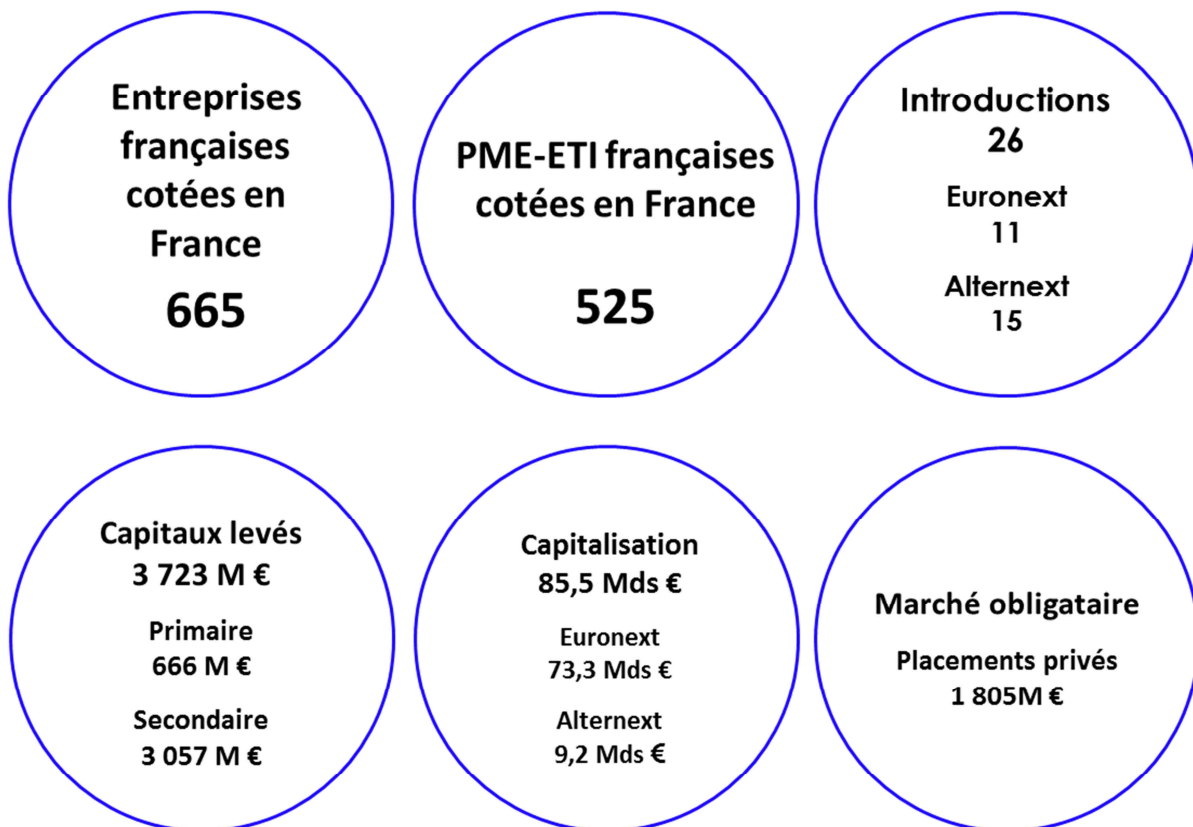 Entreprises
françaises
cotées en
France
665
PME-ETI françaises
cotées en France
525
Introductions
26
Euronext
11
Alternext
15
Capitaux levés
3 723 M €
Primaire
666 M €
Secondaire
3 057 M €
Capitalisation
85,5 Mds €
Euronext
73,3 Mds €
Alternext
9,2 Mds €
Marché obligataire
Placements privés
1 805M €